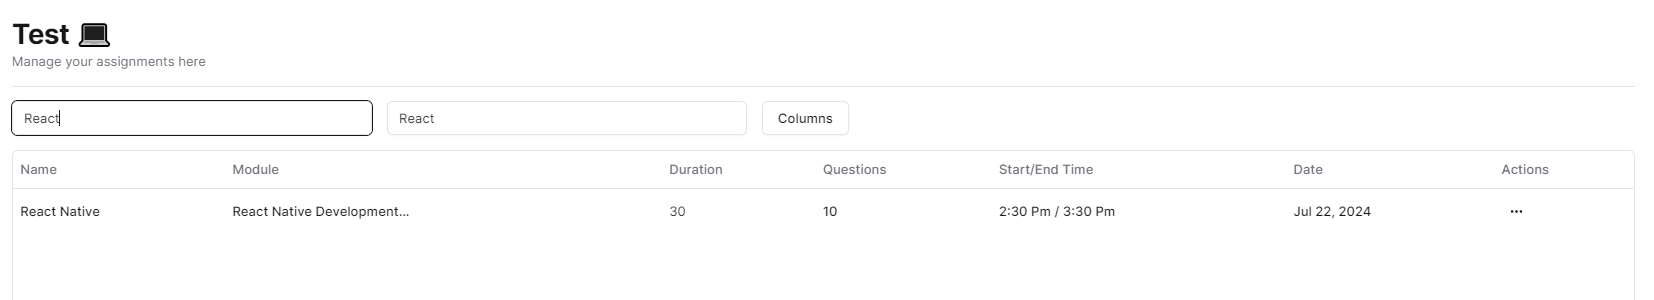 Test
Manage your assignments here
React React Columns
Name Module Duration Questions Start/End Time Date Actions
React Native React Native Development... 30 10 2:30 Pm / 3:30 Pm Jul 22, 2024 ...